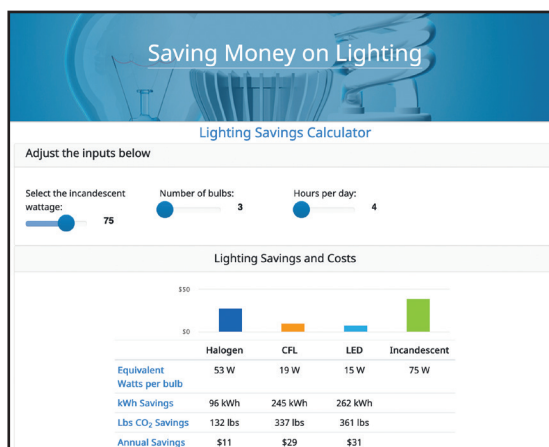 Saving Money on Lighting
Lighting Savings Calculator
Adjust the inputs below
Select the incandescent
wattage:
75
Number of bulbs:
3
Hours per day:
4
Lighting Savings and Costs
$50
$0
Halogen CFL LED Incandescent
Equivalent
Watts per bulb 53 W 19 W 15 W 75 W
kWh Savings 96 kWh 245 kWh 262 kWh
Lbs CO₂ Savings 132 lbs 337 lbs 361 lbs
Annual Savings $11 $29 $31